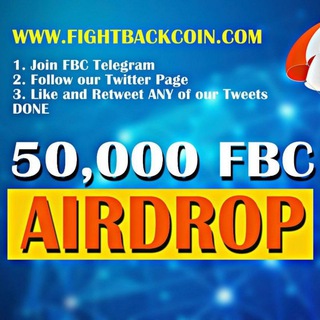 WWW.FIGHTBACKCOIN.COM
1. Join FBC Telegram
2. Follow our Twitter Page
3. Like and Retweet ANY of our Tweets
DONE
50,000 FBC
AIRDROP